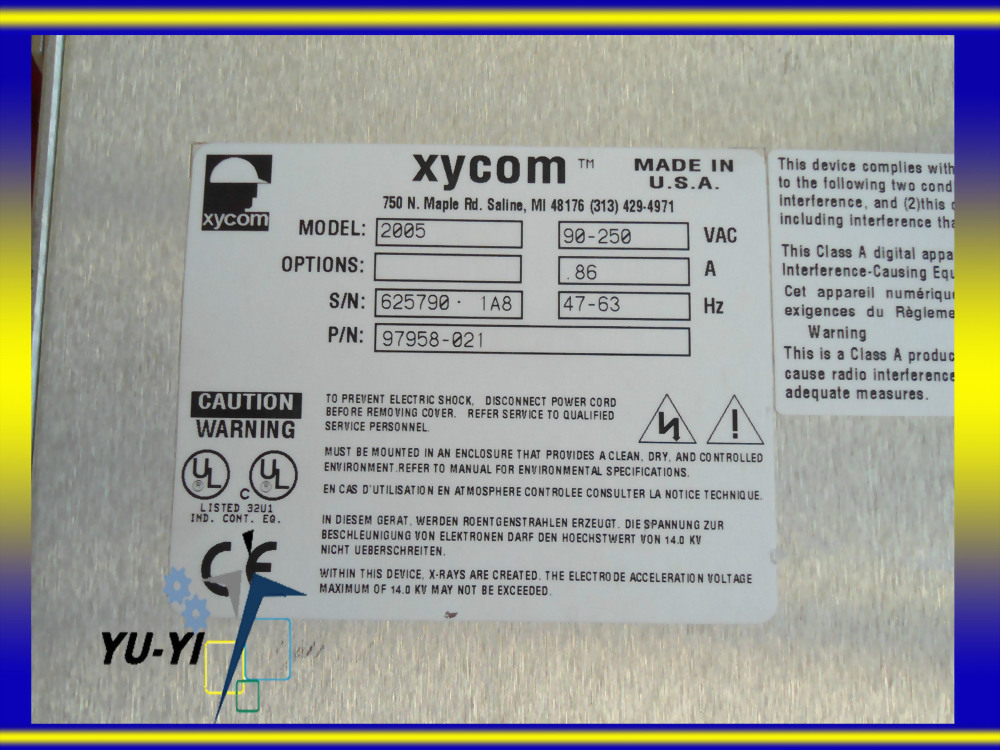 xycom
xycom ™ MADE IN
U.S.A.
750 N. Maple Rd. Saline, MI 48176 (313) 429-4971
MODEL: 2005 90-250 VAC
OPTIONS: .86 A
S/N: 625790 · 1A8 47-63 Hz
P/N: 97958-021
CAUTION
WARNING
TO PREVENT ELECTRIC SHOCK, DISCONNECT POWER CORD
BEFORE REMOVING COVER. REFER SERVICE TO QUALIFIED
SERVICE PERSONNEL.
MUST BE MOUNTED IN AN ENCLOSURE THAT PROVIDES A CLEAN, DRY, AND CONTROLLED
ENVIRONMENT.REFER TO MANUAL FOR ENVIRONMENTAL SPECIFICATIONS.
EN CAS D'UTILISATION EN ATMOSPHERE CONTROLEE CONSULTER LA NOTICE TECHNIQUE.
UL C UL
LISTED 32U1
IND. CONT. EQ.
IN DIESEM GERAT, WERDEN ROENTGENSTRAHLEN ERZEUGT. DIE SPANNUNG ZUR
BESCHLEUNIGUNG VON ELEKTRONEN DARF DEN HOECHSTWERT VON 14.0 KV
NICHT UEBERSCHREITEN.
WITHIN THIS DEVICE, X-RAYS ARE CREATED. THE ELECTRODE ACCELERATION VOLTAGE
MAXIMUM OF 14.0 KV MAY NOT BE EXCEEDED.
CE
This device complies with
to the following two cond
interference, and (2)this
including interference tha
This Class A digital appa
Interference-Causing Equ
Cet appareil numérique
exigences du Règleme
Warning
This is a Class A produc
cause radio interference
adequate measures.
YU-YI